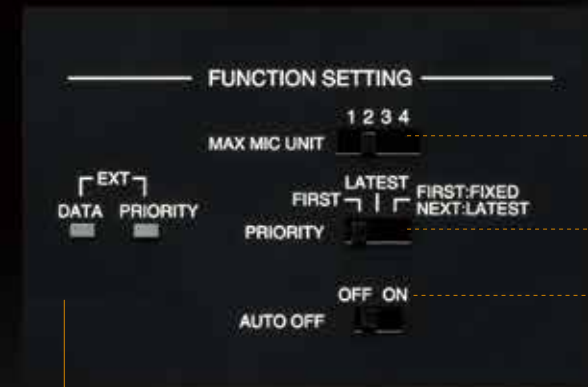 FUNCTION SETTING
1 2 3 4
MAX MIC UNIT
EXT
DATA PRIORITY
LATEST
FIRST
FIRST:FIXED
NEXT:LATEST
PRIORITY
OFF ON
AUTO OFF